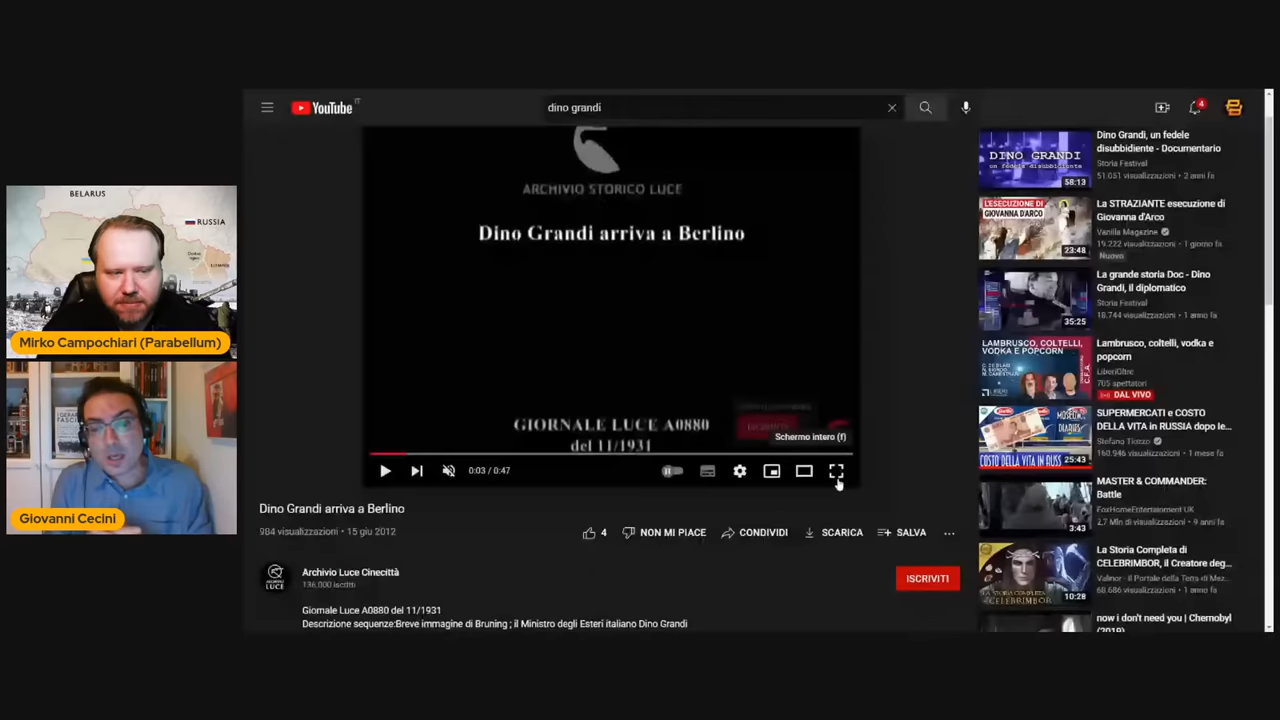 YouTube IT
dino grandi
4
ARCHIVIO STORICO LUCE
Dino Grandi arriva a Berlino
GIORNALE LUCE A0880
del 11/1931
Schermo intero (f)
0:03 / 0:47
Dino Grandi arriva a Berlino
984 visualizzazioni • 15 giu 2012
4
NON MI PIACE
CONDIVIDI
SCARICA
SALVA
Archivio Luce Cinecittà
136.000 iscritti
ISCRIVITI
Giornale Luce A0880 del 11/1931
Descrizione sequenze:Breve immagine di Bruning ; il Ministro degli Esteri italiano Dino Grandi
BELARUS
RUSSIA
Mirko Campochiari (Parabellum)
Giovanni Cecini
DINO GRANDI
58:13
Dino Grandi, un fedele
disubbidiente - Documentario
Storia Festival
51.051 visualizzazioni • 2 anni fa
L'ESECUZIONE DI
GIOVANNA D'ARCO
23:48
La STRAZIANTE esecuzione di
Giovanna d'Arco
Vanilla Magazine
19.222 visualizzazioni • 1 giorno fa
Nuovo
35:25
La grande storia Doc - Dino
Grandi, il diplomatico
Storia Festival
18.744 visualizzazioni • 1 anno fa
LAMBRUSCO, COLTELLI,
VODKA E POPCORN
Lambrusco, coltelli, vodka e
popcorn
LiberiOltre
705 spettatori
DAL VIVO
COSTO DELLA VITA IN RUSS
25:43
SUPERMERCATI e COSTO
DELLA VITA in RUSSIA dopo le...
Stefano Tiozzo
160.946 visualizzazioni • 1 mese fa
3:43
MASTER & COMMANDER:
Battle
FoxHomeEntertainment UK
2,7 Mln di visualizzazioni • 9 anni fa
LA STORIA COMPLETA DI
CELEBRIMBOR
10:28
La Storia Completa di
CELEBRIMBOR, il Creatore deg...
Valinor - Il Portale della Terra di Mez...
68.686 visualizzazioni • 1 anno fa
now i don't need you | Chernobyl
(2019)